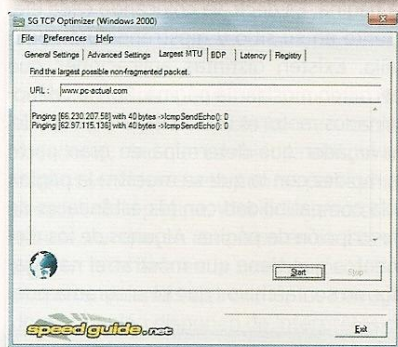 SG TCP Optimizer (Windows 2000)
File Preferences Help
General Settings Advanced Settings Largest MTU BDP Latency Registry
Find the largest possible non-fragmented packet.
URL : www.pc-actual.com
Pinging [66.230.207.58] with 40 bytes ->IcmpSendEcho(): 0
Pinging [62.97.115.136] with 40 bytes ->IcmpSendEcho(): 0
Start Stop
speedguide.net
Exit